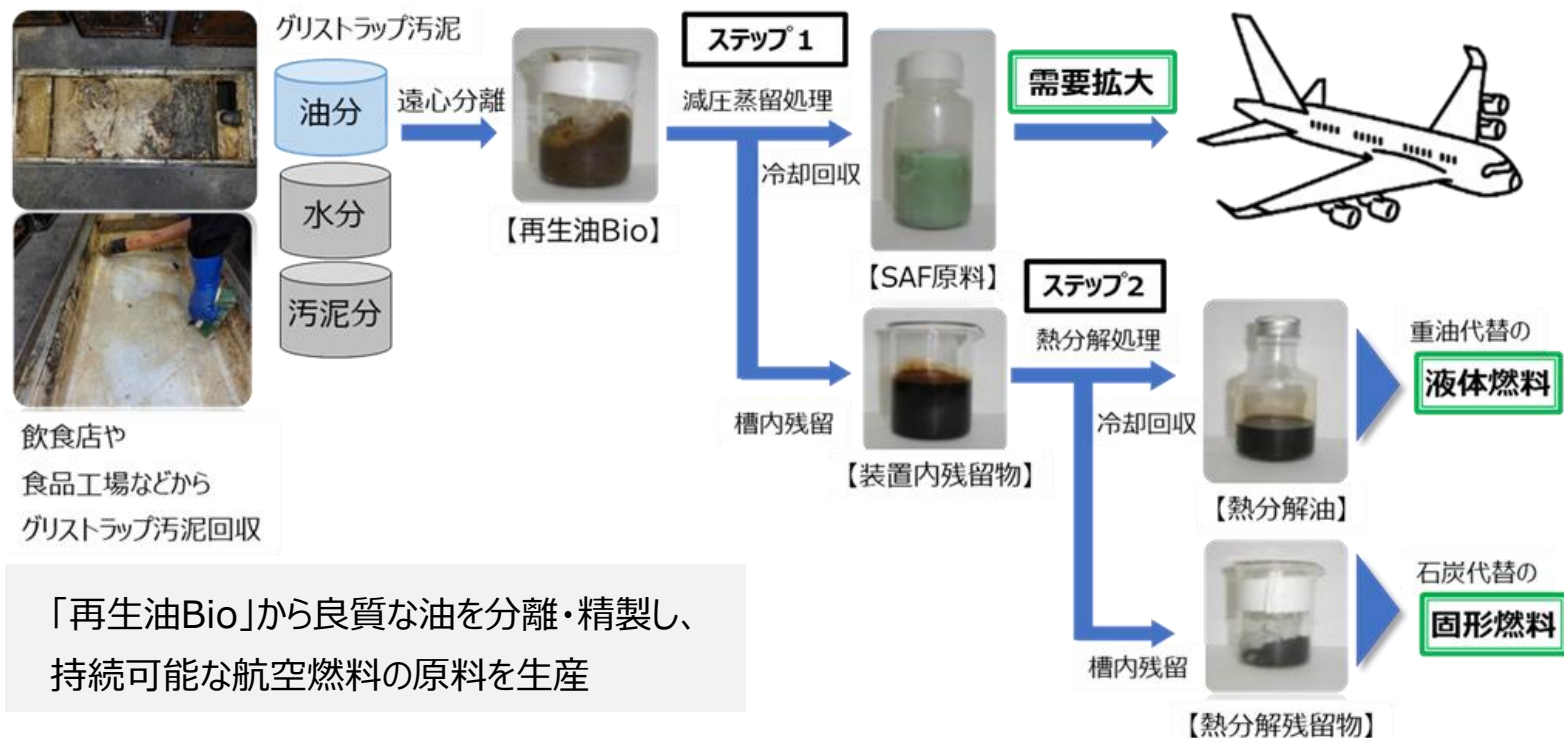 グリストラップ汚泥
油分
水分
汚泥分
遠心分離
【再生油Bio】
ステップ1
減圧蒸留処理
冷却回収
【SAF原料】
需要拡大
槽内残留
【装置内残留物】
ステップ2
熱分解処理
冷却回収
【熱分解油】
重油代替の
液体燃料
槽内残留
【熱分解残留物】
石炭代替の
固形燃料
飲食店や
食品工場などから
グリストラップ汚泥回収
「再生油Bio」から良質な油を分離・精製し、
持続可能な航空燃料の原料を生産